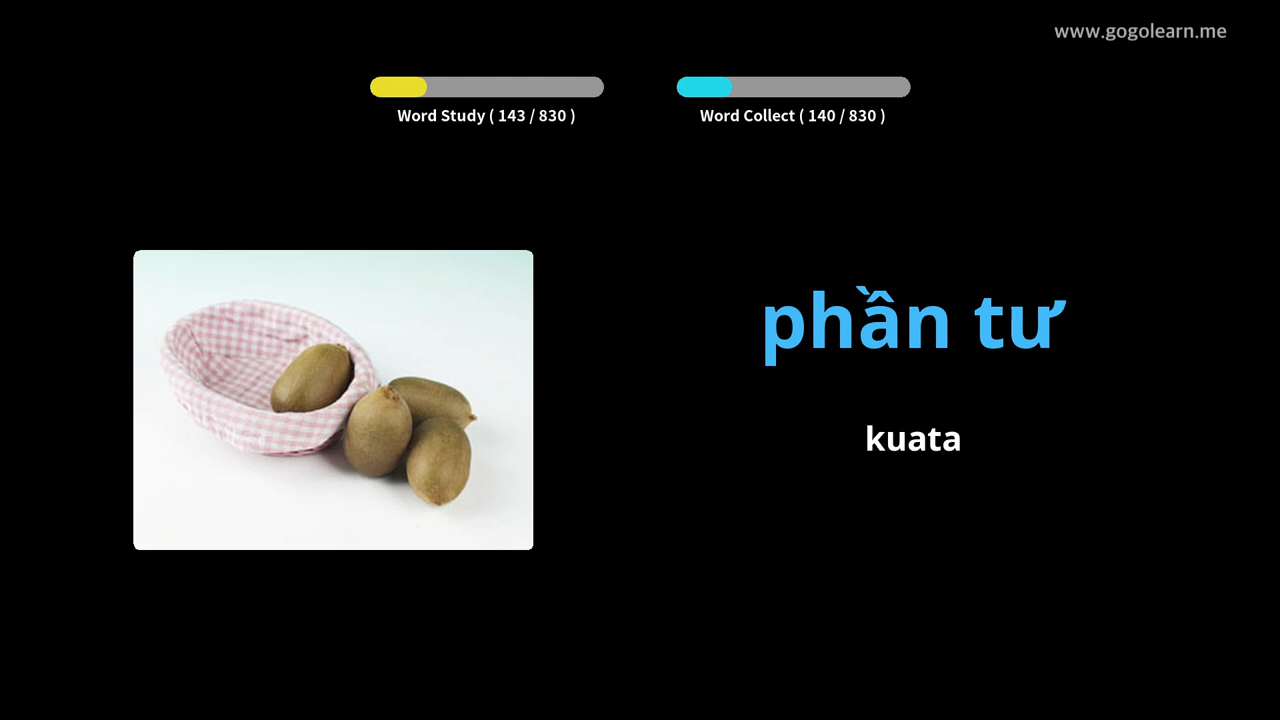 www.gogolearn.me
Word Study ( 143 / 830 )
Word Collect ( 140 / 830 )
phần tư
kuata